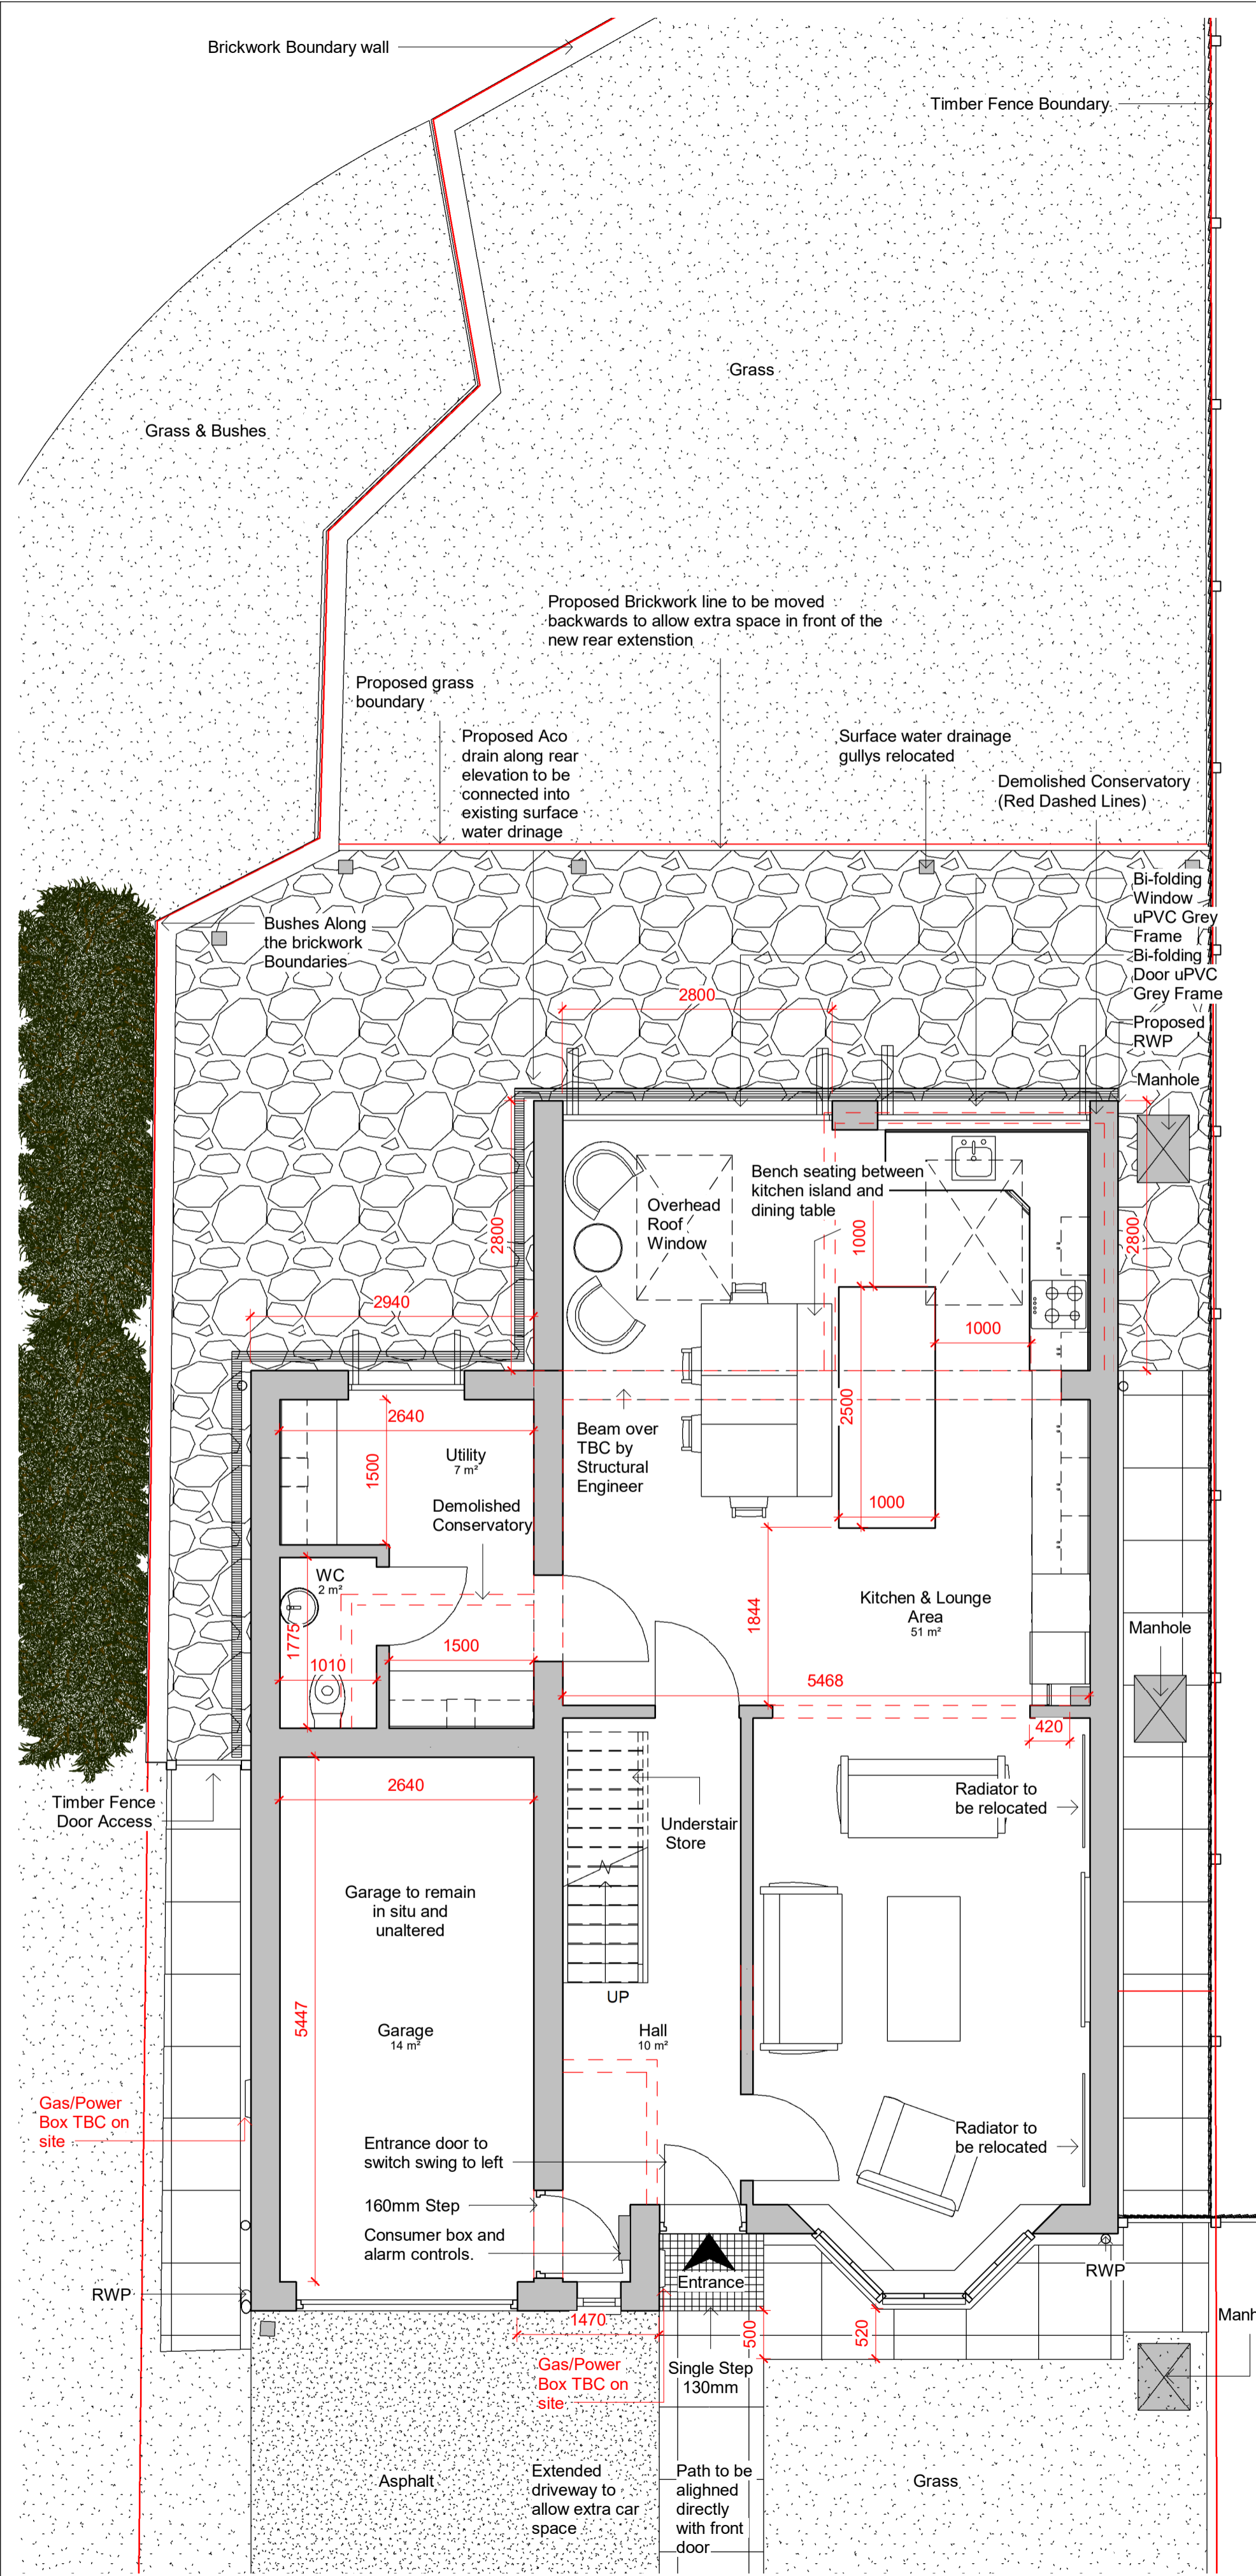 Brickwork Boundary wall
Timber Fence Boundary
Grass
Grass & Bushes
Proposed Brickwork line to be moved
backwards to allow extra space in front of the
new rear extenstion
Proposed grass
boundary
Proposed Aco
drain along rear
elevation to be
connected into
existing surface
water drinage
Surface water drainage
gullys relocated
Demolished Conservatory
(Red Dashed Lines)
Bi-folding
Window
uPVC Grey
Frame
Bi-folding
Door uPVC
Grey Frame
Proposed
RWP
Bushes Along
the brickwork
Boundaries
2800
Manhole
2800
2800
Bench seating between
kitchen island and
dining table
Overhead
Roof
Window
1000
2940
1000
2640
2500
Utility
7 m²
1500
Beam over
TBC by
Structural
Engineer
1000
Demolished
Conservatory
WC
2 m²
1775
1010
1500
1844
Kitchen & Lounge
Area
51 m²
Manhole
5468
420
2640
Timber Fence
Door Access
Radiator to
be relocated
Understair
Store
Garage to remain
in situ and
unaltered
UP
5447
Garage
14 m²
Hall
10 m²
Gas/Power
Box TBC on
site
Entrance door to
switch swing to left
Radiator to
be relocated
160mm Step
Consumer box and
alarm controls.
RWP
Entrance
RWP
1470
500
520
Manh
Gas/Power
Box TBC on
site
Single Step
130mm
Asphalt
Extended
driveway to
allow extra car
space
Path to be
alighned
directly
with front
door
Grass